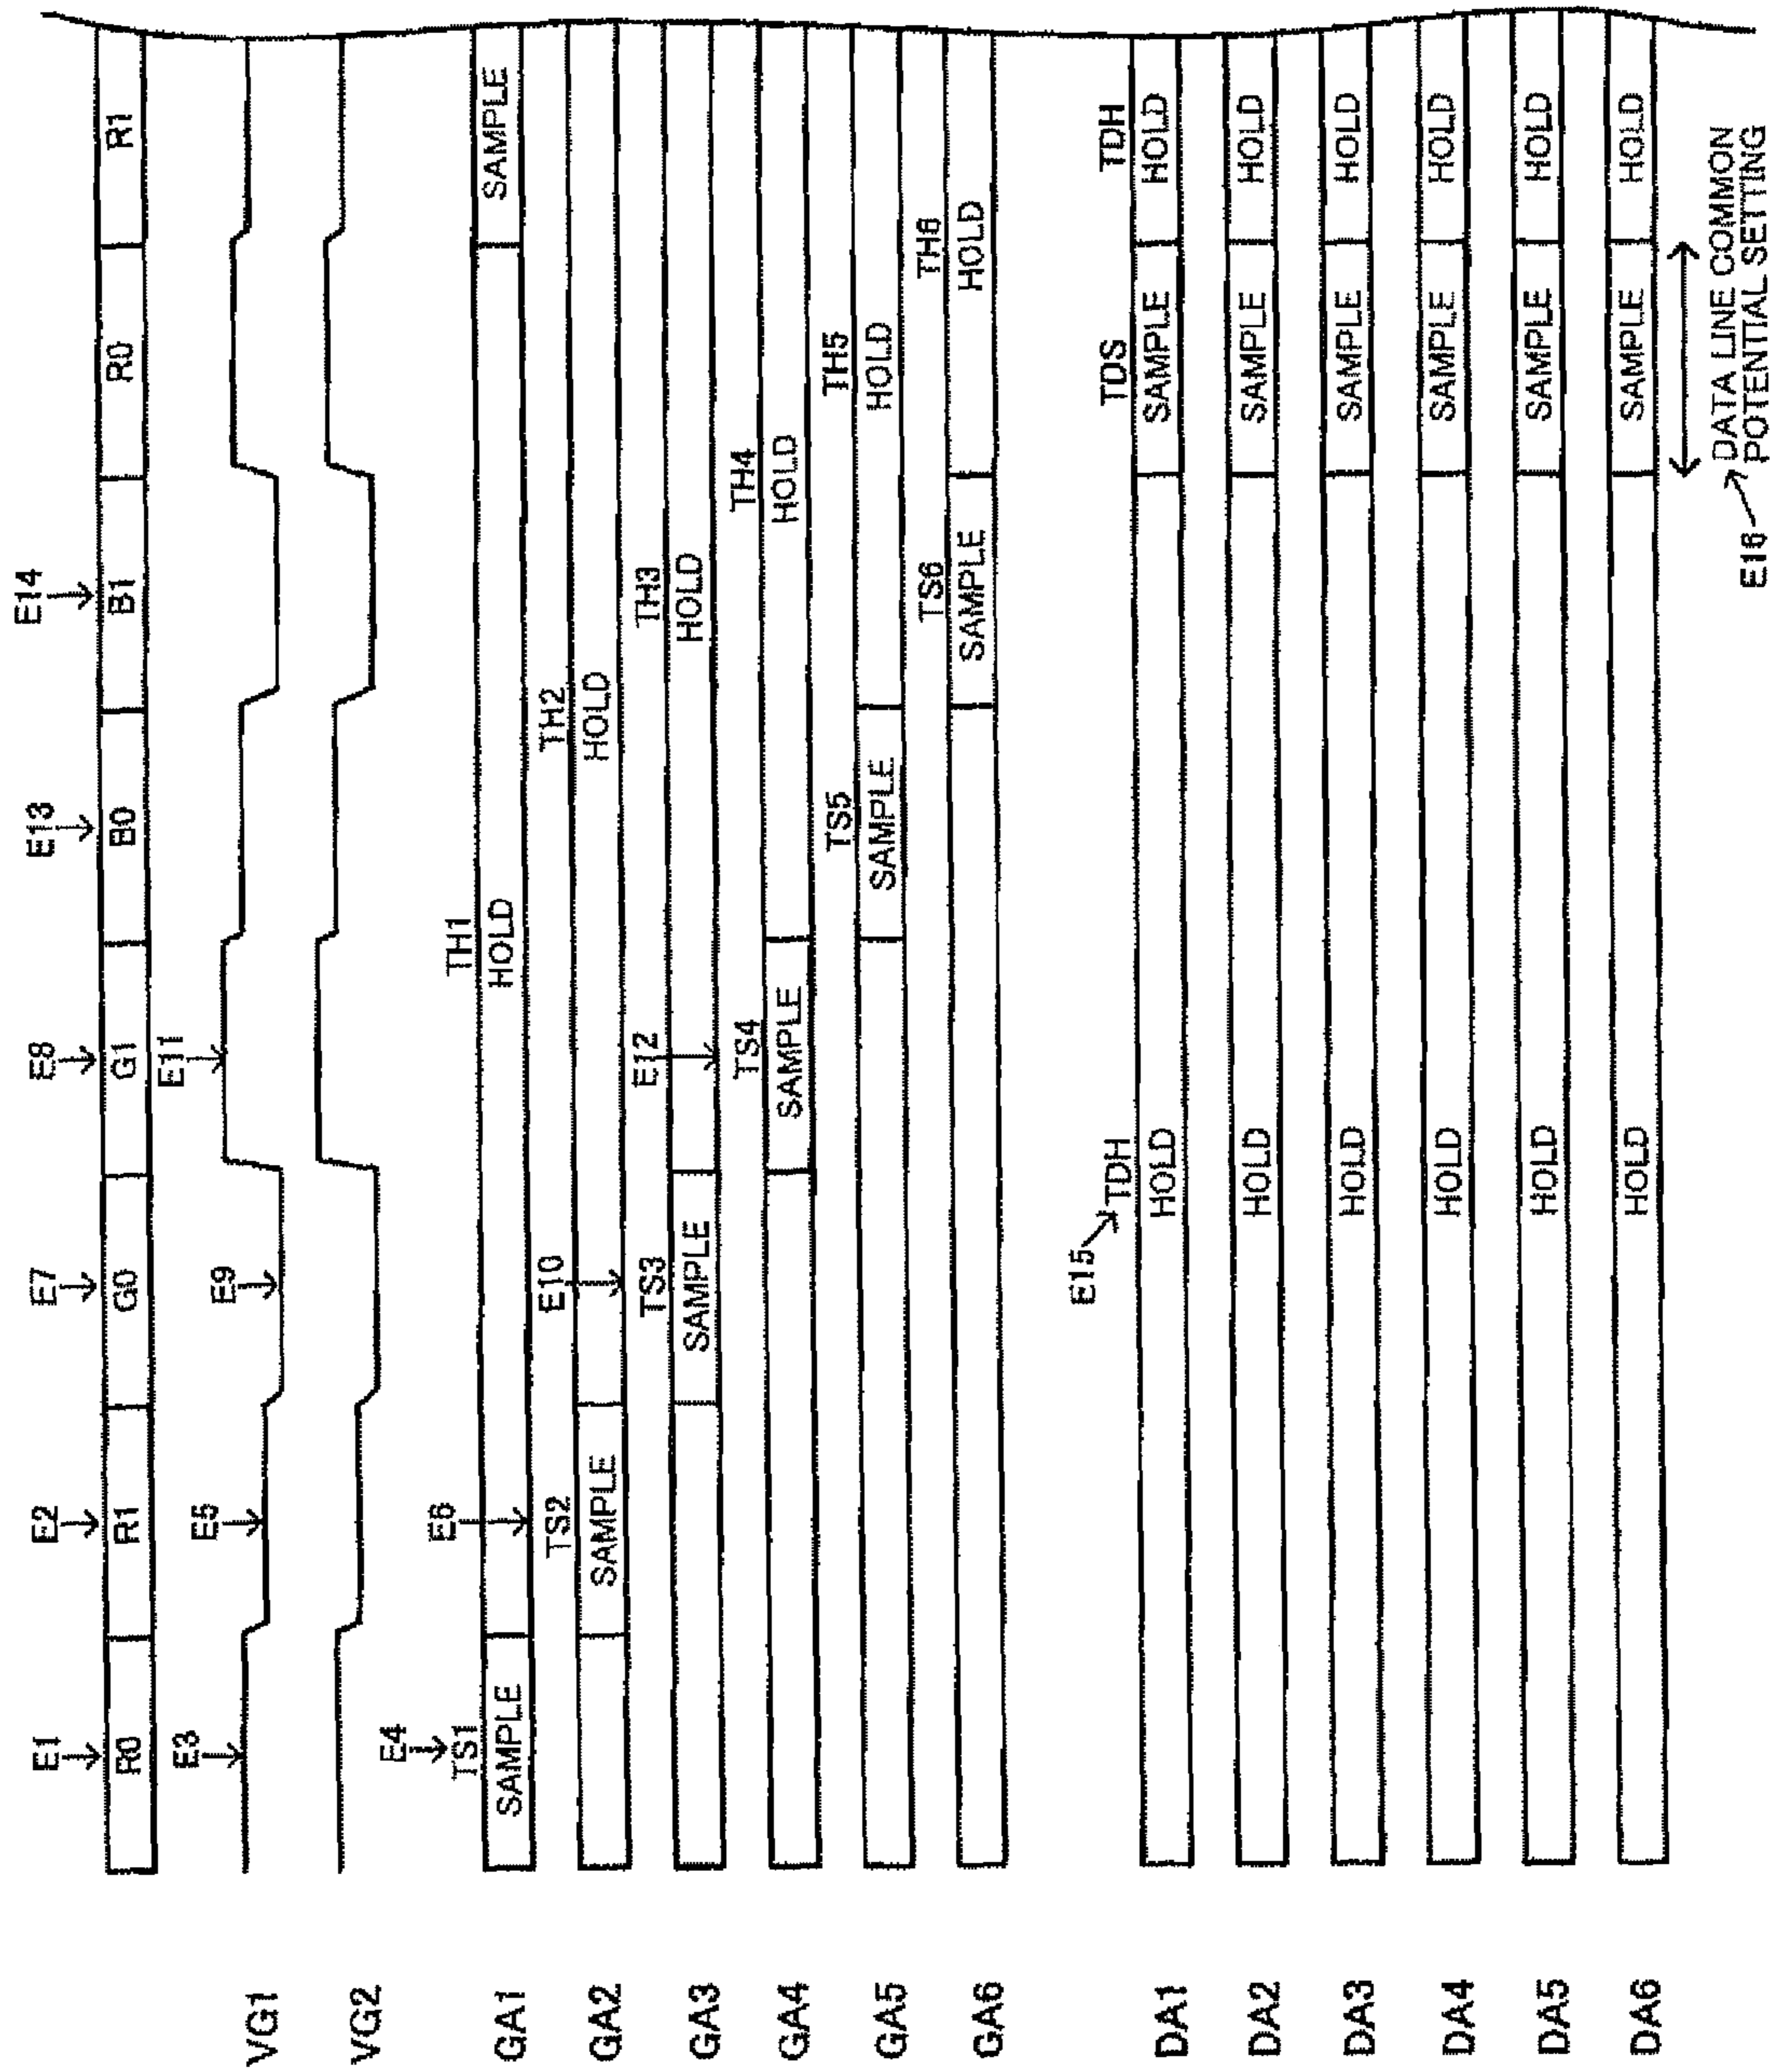 E1 E2 E7 E8 E13 E14
R0 R1 G0 G1 B0 B1 R0 R1
E3 E5 E9 E11
VG1
VG2
E4 E6
TS1 TH1
GA1 SAMPLE HOLD SAMPLE
TS2 E10 TH2
GA2 SAMPLE HOLD
TS3 E12 TH3
GA3 SAMPLE HOLD
TS4 TH4
GA4 SAMPLE HOLD
TS5 TH5
GA5 SAMPLE HOLD
TS6 TH6
GA6 SAMPLE HOLD
E15 TDH TDS TDH
DA1 HOLD SAMPLE HOLD
DA2 HOLD SAMPLE HOLD
DA3 HOLD SAMPLE HOLD
DA4 HOLD SAMPLE HOLD
DA5 HOLD SAMPLE HOLD
DA6 HOLD SAMPLE HOLD
E16 DATA LINE COMMON
POTENTIAL SETTING